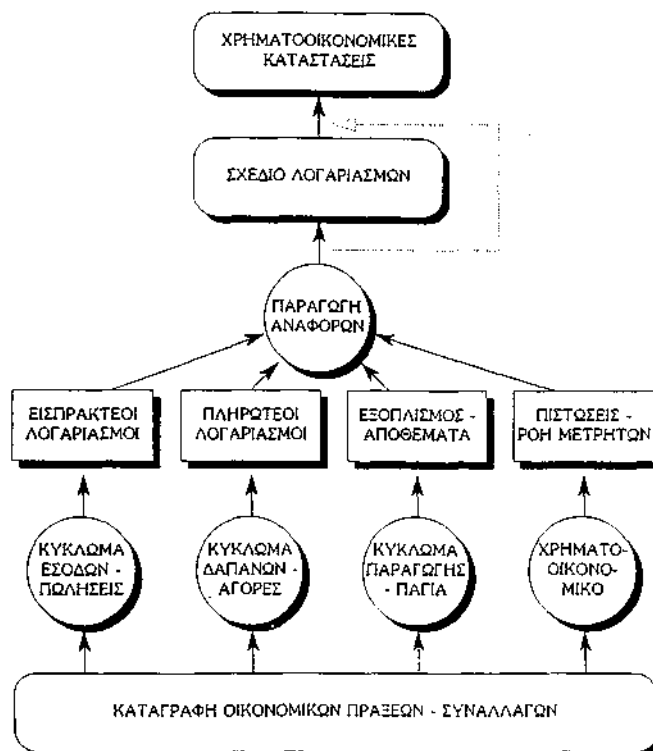 ΧΡΗΜΑΤΟΟΙΚΟΝΟΜΙΚΕΣ
ΚΑΤΑΣΤΑΣΕΙΣ
ΣΧΕΔΙΟ ΛΟΓΑΡΙΑΣΜΩΝ
ΠΑΡΑΓΩΓΗ
ΑΝΑΦΟΡΩΝ
ΕΙΣΠΡΑΚΤΕΟΙ
ΛΟΓΑΡΙΑΣΜΟΙ
ΠΛΗΡΩΤΕΟΙ
ΛΟΓΑΡΙΑΣΜΟΙ
ΕΞΟΠΛΙΣΜΟΣ -
ΑΠΟΘΕΜΑΤΑ
ΠΙΣΤΩΣΕΙΣ -
ΡΟΗ ΜΕΤΡΗΤΩΝ
ΚΥΚΛΩΜΑ
ΕΣΟΔΩΝ -
ΠΩΛΗΣΕΙΣ
ΚΥΚΛΩΜΑ
ΔΑΠΑΝΩΝ -
ΑΓΟΡΕΣ
ΚΥΚΛΩΜΑ
ΠΑΡΑΓΩΓΗΣ
- ΠΑΓΙΑ
ΧΡΗΜΑΤΟ-
ΟΙΚΟΝΟ-
ΜΙΚΟ
ΚΑΤΑΓΡΑΦΗ ΟΙΚΟΝΟΜΙΚΩΝ ΠΡΑΞΕΩΝ - ΣΥΝΑΛΛΑΓΩΝ